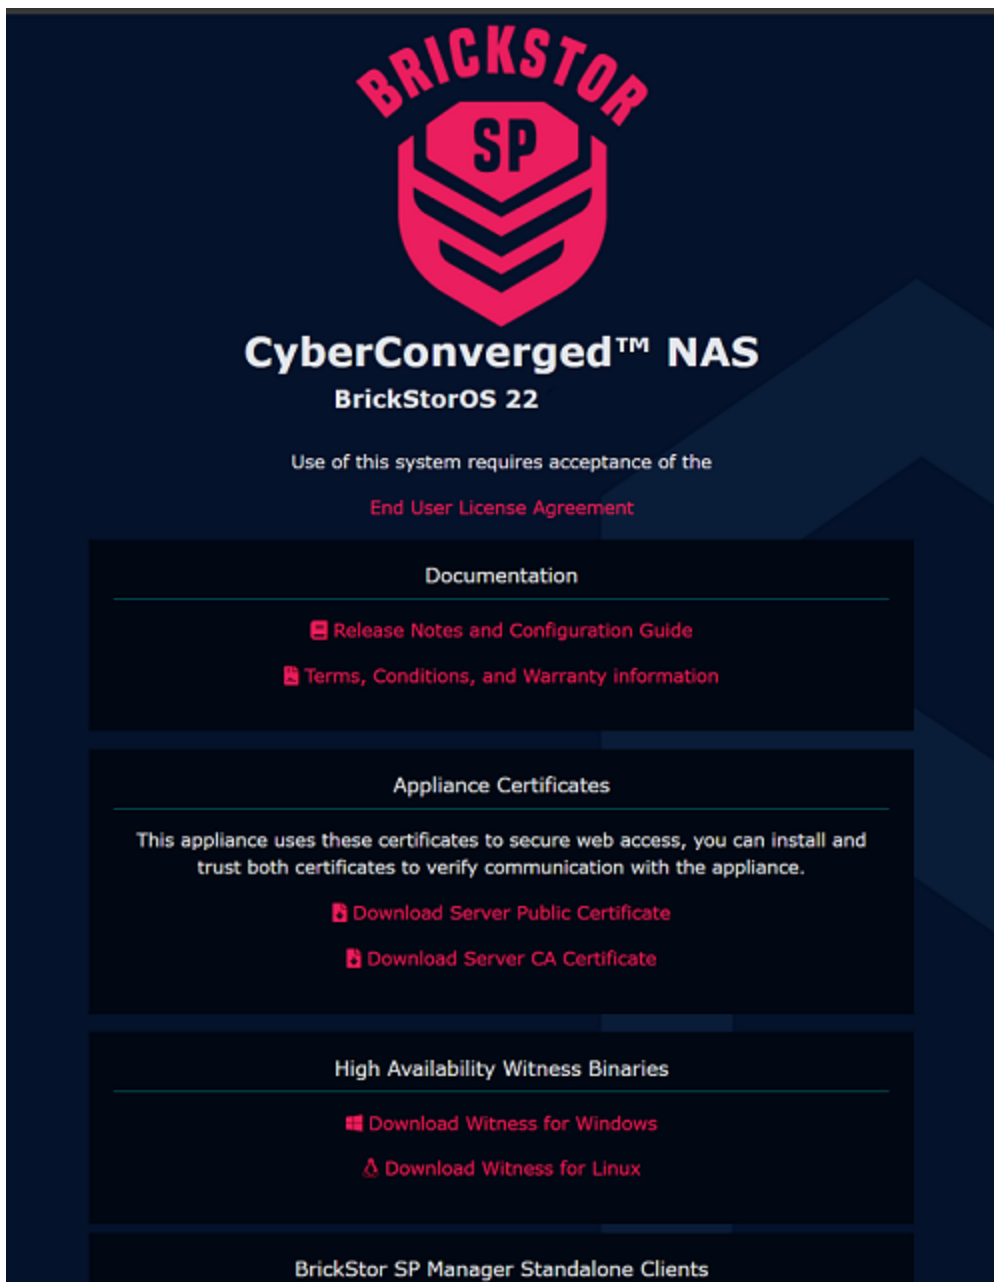 BRICKSTOR
SP
CyberConverged™ NAS
BrickStorOS 22
Use of this system requires acceptance of the
End User License Agreement
Documentation
Release Notes and Configuration Guide
Terms, Conditions, and Warranty information
Appliance Certificates
This appliance uses these certificates to secure web access, you can install and
trust both certificates to verify communication with the appliance.
Download Server Public Certificate
Download Server CA Certificate
High Availability Witness Binaries
Download Witness for Windows
Download Witness for Linux
BrickStor SP Manager Standalone Clients